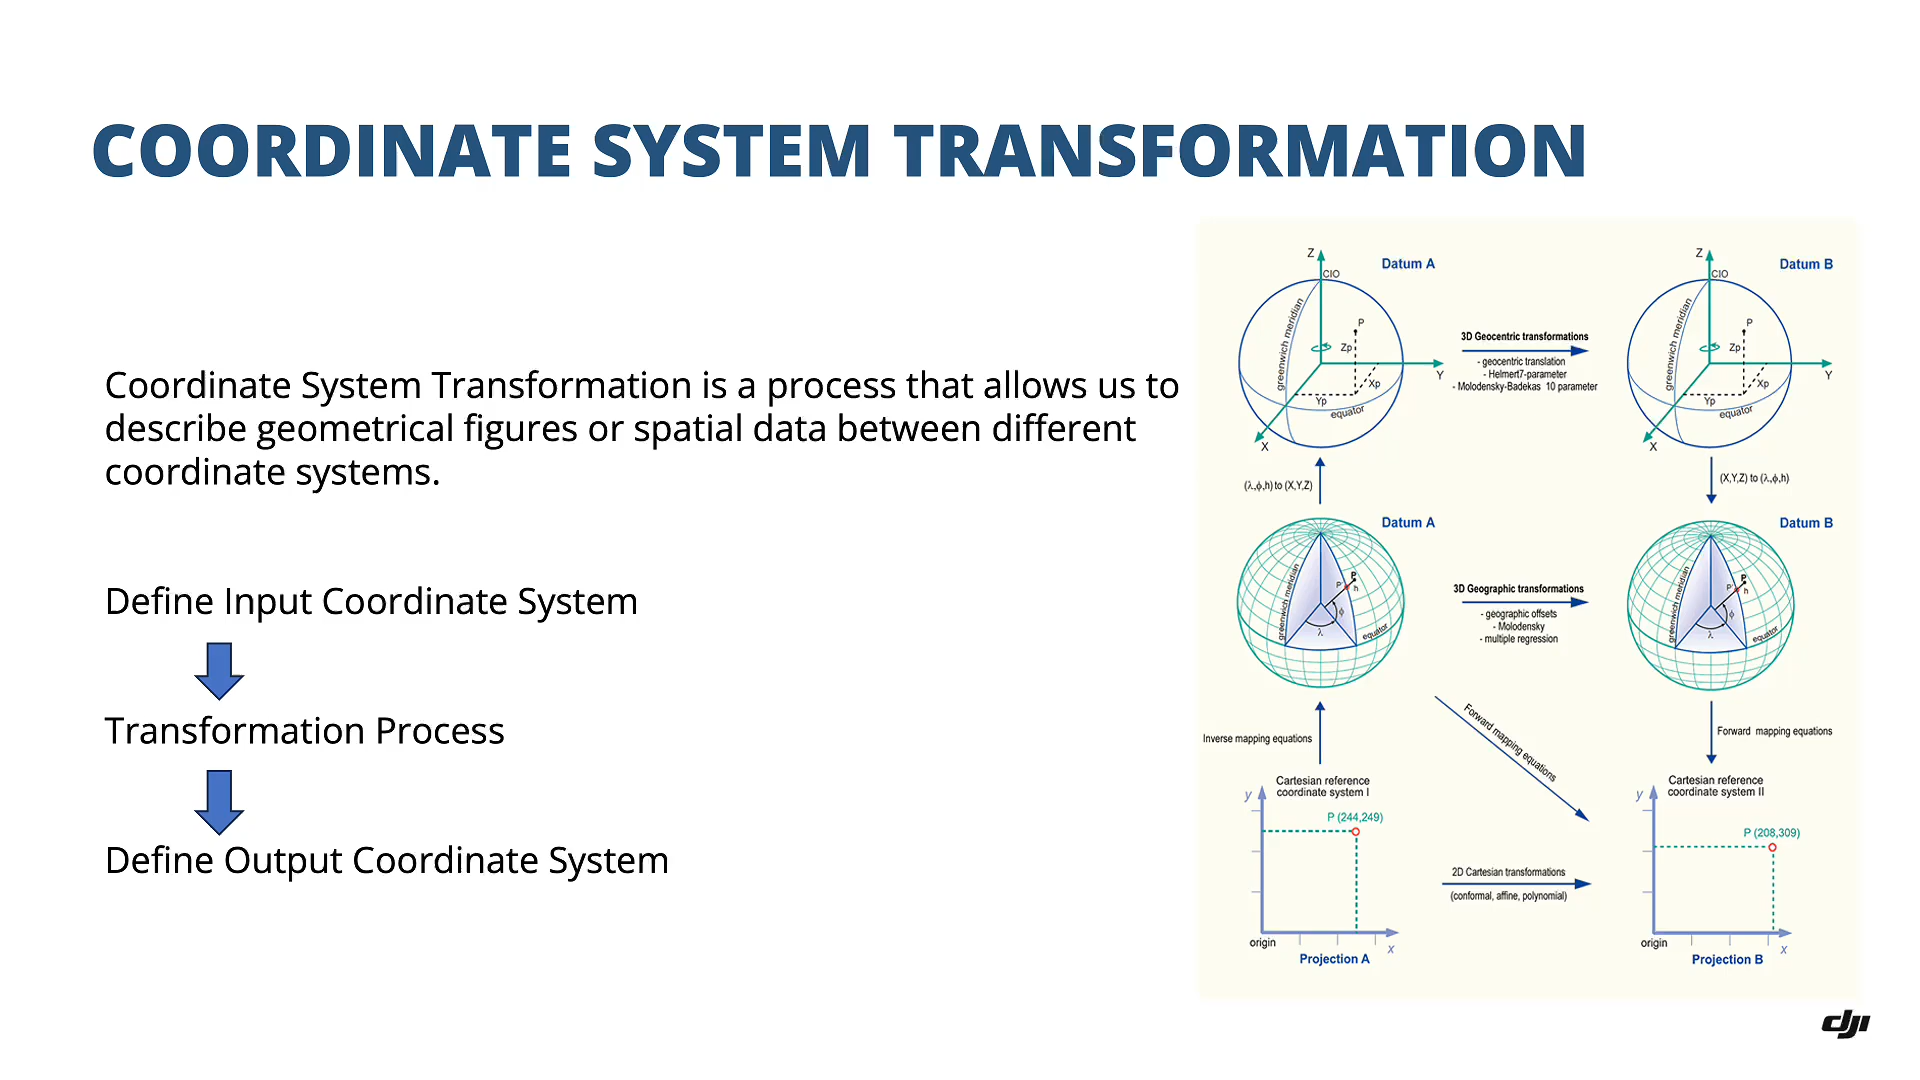 COORDINATE SYSTEM TRANSFORMATION
Coordinate System Transformation is a process that allows us to
describe geometrical figures or spatial data between different
coordinate systems.
Define Input Coordinate System
Transformation Process
Define Output Coordinate System
Z
CIO
Datum A
greenwich meridian
P
Zp
Xp
Yp
Y
equator
X
3D Geocentric transformations
- geocentric translation
- Helmert7-parameter
- Molodensky-Badekas 10 parameter
Z
CIO
Datum B
greenwich meridian
P
Zp
Xp
Yp
Y
equator
X
(λ,ϕ,h) to (X,Y,Z)
(X,Y,Z) to (λ,ϕ,h)
Datum A
greenwich meridian
P
P'
h
ϕ
λ
equator
3D Geographic transformations
- geographic offsets
- Molodensky
- multiple regression
Datum B
greenwich meridian
P
P'
h
ϕ
λ
equator
Inverse mapping equations
Forward mapping equations
Forward mapping equations
Cartesian reference
coordinate system I
y
P (244,249)
origin
x
Projection A
2D Cartesian transformations
(conformal, affine, polynomial)
Cartesian reference
coordinate system II
y
P (208,309)
origin
x
Projection B
dji